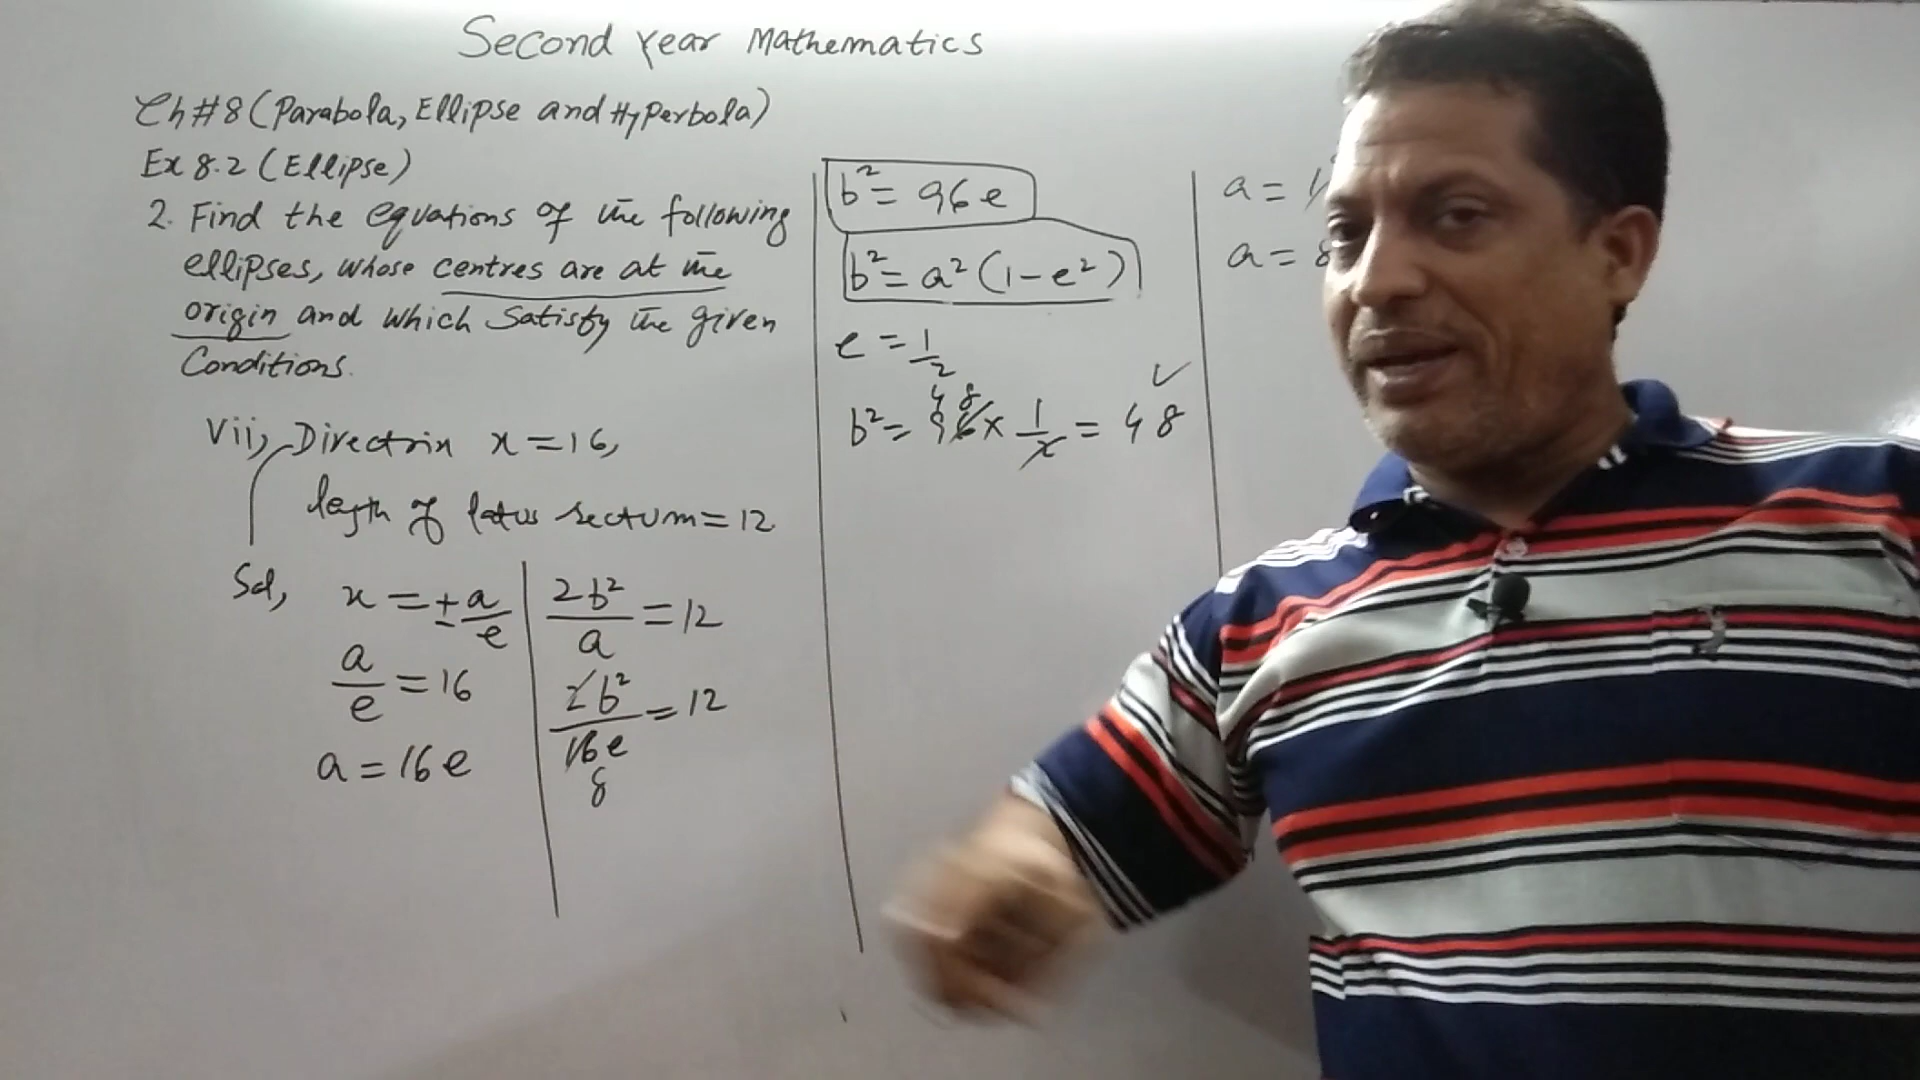 Second Year Mathematics
Ch#8 (Parabola, Ellipse and Hyperbola)
Ex 8.2 (Ellipse)
2. Find the equations of the following
ellipses, whose centres are at the
origin and which satisfy the given
Conditions.
vii, Directrix x = 16,
length of latus rectum = 12
Sol,
x = ± a/e
a/e = 16
a = 16e
2b²/a = 12
2b²/16e = 12
8
b² = 96e
b² = a²(1-e²)
e = 1/2
48
b² = 96 x 1/2 = 48 ✓
a = 1
a = 8